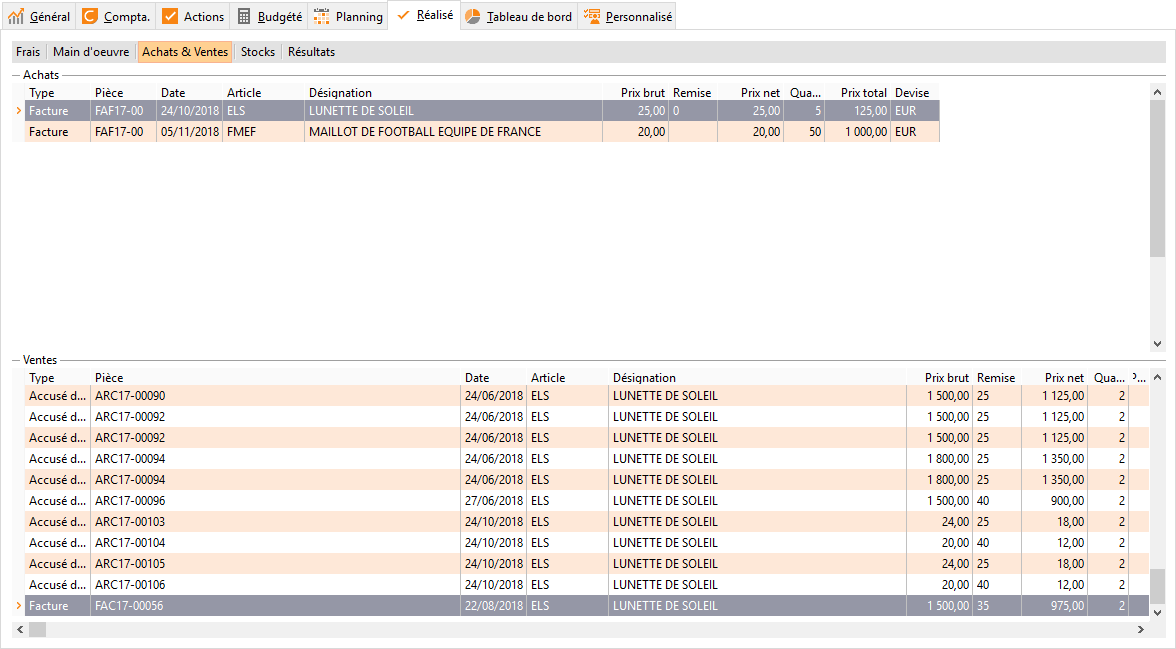 Général Compta. Actions Budgété Planning Réalisé Tableau de bord Personnalisé
Frais Main d'oeuvre Achats & Ventes Stocks Résultats
Achats
Type Pièce Date Article Désignation Prix brut Remise Prix net Qua... Prix total Devise
Facture FAF17-00 24/10/2018 ELS LUNETTE DE SOLEIL 25,00 0 25,00 5 125,00 EUR
Facture FAF17-00 05/11/2018 FMEF MAILLOT DE FOOTBALL EQUIPE DE FRANCE 20,00 20,00 50 1 000,00 EUR
Ventes
Type Pièce Date Article Désignation Prix brut Remise Prix net Qua... P...
Accusé d... ARC17-00090 24/06/2018 ELS LUNETTE DE SOLEIL 1 500,00 25 1 125,00 2
Accusé d... ARC17-00092 24/06/2018 ELS LUNETTE DE SOLEIL 1 500,00 25 1 125,00 2
Accusé d... ARC17-00092 24/06/2018 ELS LUNETTE DE SOLEIL 1 500,00 25 1 125,00 2
Accusé d... ARC17-00094 24/06/2018 ELS LUNETTE DE SOLEIL 1 800,00 25 1 350,00 2
Accusé d... ARC17-00094 24/06/2018 ELS LUNETTE DE SOLEIL 1 800,00 25 1 350,00 2
Accusé d... ARC17-00096 27/06/2018 ELS LUNETTE DE SOLEIL 1 500,00 40 900,00 2
Accusé d... ARC17-00103 24/10/2018 ELS LUNETTE DE SOLEIL 24,00 25 18,00 2
Accusé d... ARC17-00104 24/10/2018 ELS LUNETTE DE SOLEIL 20,00 40 12,00 2
Accusé d... ARC17-00105 24/10/2018 ELS LUNETTE DE SOLEIL 24,00 25 18,00 2
Accusé d... ARC17-00106 24/10/2018 ELS LUNETTE DE SOLEIL 20,00 40 12,00 2
Facture FAC17-00056 22/08/2018 ELS LUNETTE DE SOLEIL 1 500,00 35 975,00 2